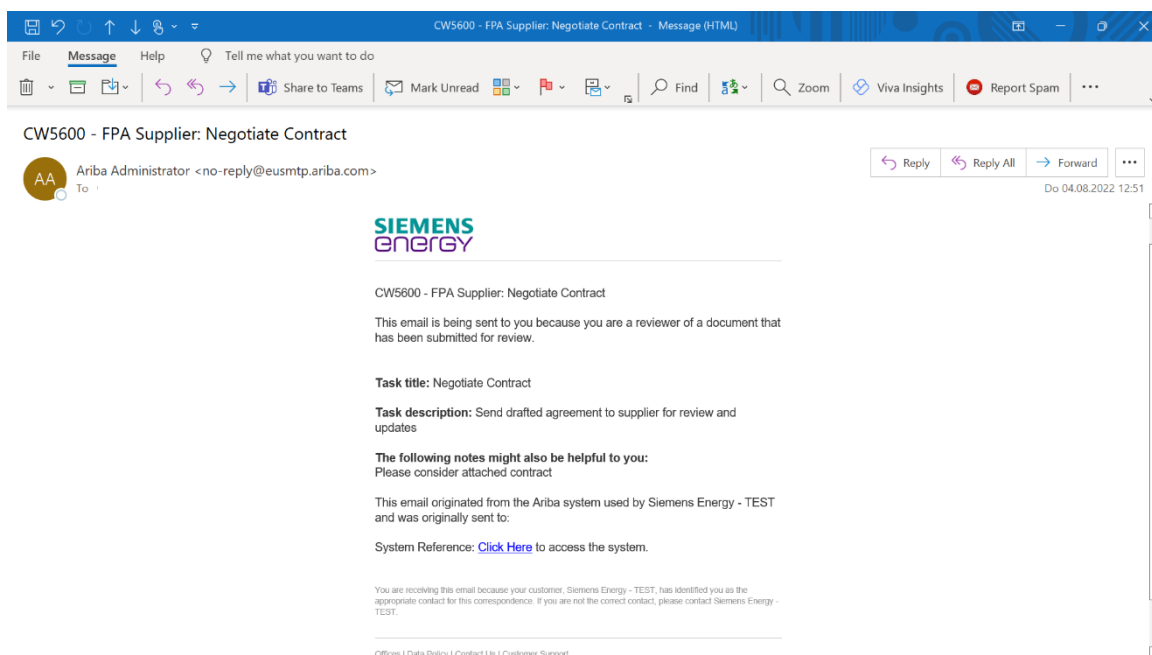 CW5600 - FPA Supplier: Negotiate Contract - Message (HTML)
File Message Help Tell me what you want to do
Share to Teams Mark Unread Find Zoom Viva Insights Report Spam
CW5600 - FPA Supplier: Negotiate Contract
AA
Ariba Administrator <no-reply@eusmtp.ariba.com>
To
Reply Reply All Forward
Do 04.08.2022 12:51
SIEMENS
energy
CW5600 - FPA Supplier: Negotiate Contract
This email is being sent to you because you are a reviewer of a document that
has been submitted for review.
Task title: Negotiate Contract
Task description: Send drafted agreement to supplier for review and
updates
The following notes might also be helpful to you:
Please consider attached contract
This email originated from the Ariba system used by Siemens Energy - TEST
and was originally sent to:
System Reference: Click Here to access the system.
You are receiving this email because your customer, Siemens Energy - TEST, has identified you as the
appropriate contact for this correspondence. If you are not the correct contact, please contact Siemens Energy -
TEST.
Offices | Data Policy | Contact Us | Customer Support